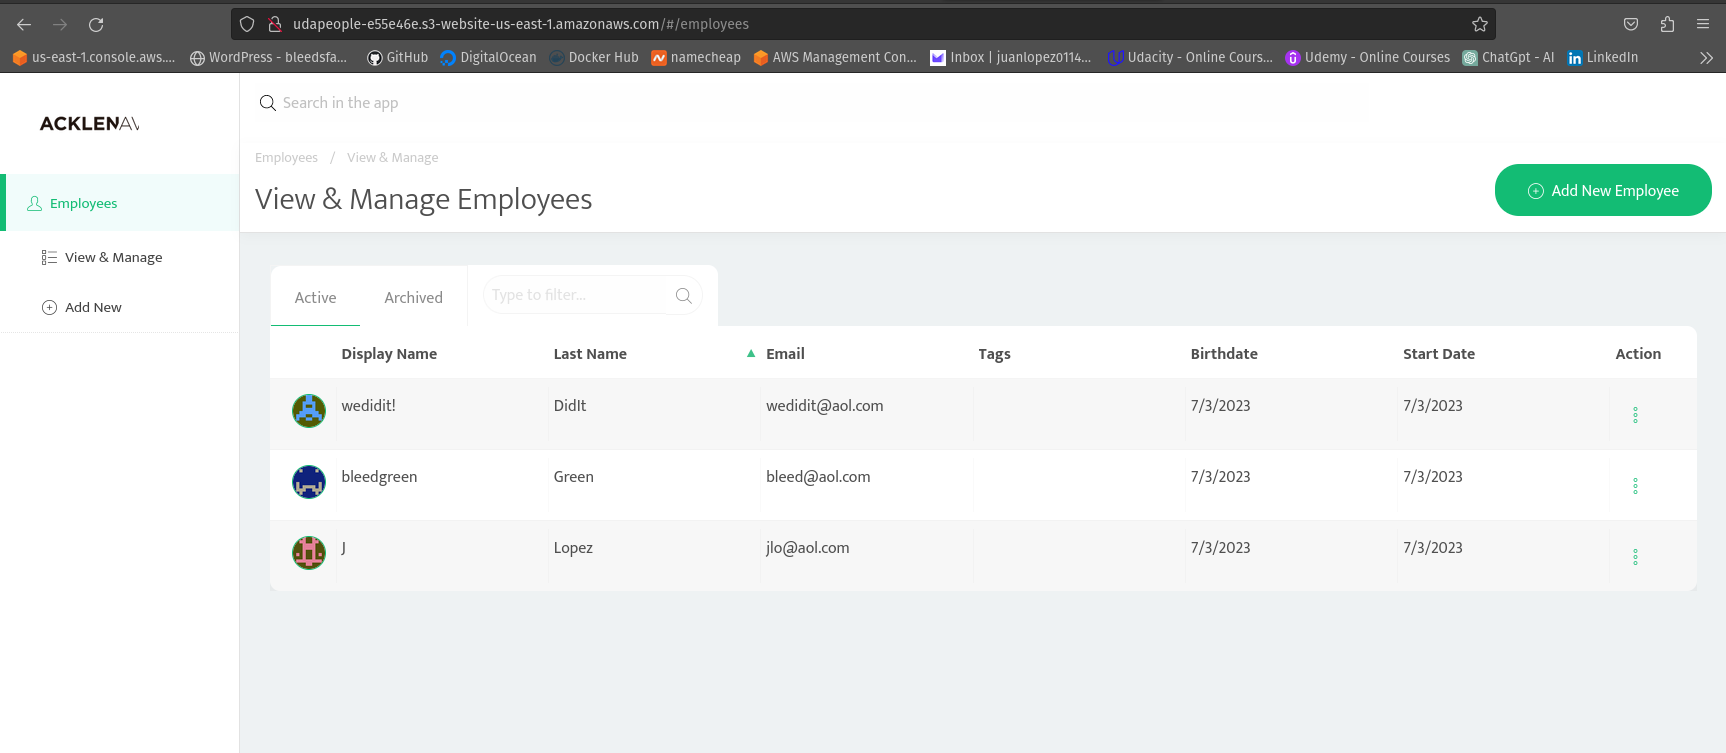 udapeople-e55e46e.s3-website-us-east-1.amazonaws.com/#/employees
us-east-1.console.aws.... WordPress - bleedsfa... GitHub DigitalOcean Docker Hub namecheap AWS Management Con... Inbox | juanlopez0114... Udacity - Online Cours... Udemy - Online Courses ChatGpt - AI LinkedIn
ACKLENAV
Search in the app
Employees / View & Manage
View & Manage Employees
Add New Employee
Employees
View & Manage
Add New
Active Archived Type to filter...
Display Name Last Name Email Tags Birthdate Start Date Action
wedidit! DidIt wedidit@aol.com 7/3/2023 7/3/2023
bleedgreen Green bleed@aol.com 7/3/2023 7/3/2023
J Lopez jlo@aol.com 7/3/2023 7/3/2023